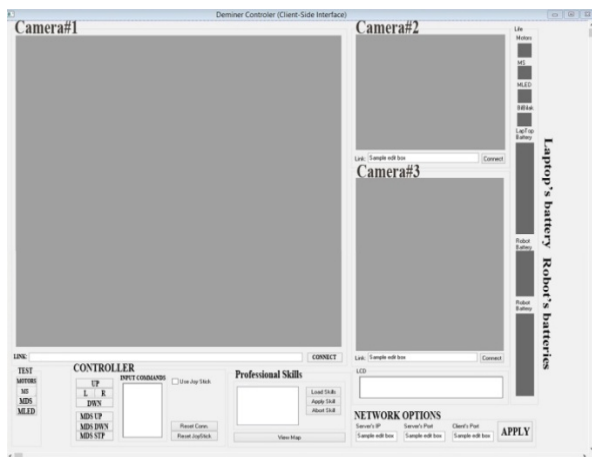 Deminer Controler (Client-Side Interface)
Camera#1
LINK:
CONNECT
Camera#2
Link: Sample edit box
Connect
Camera#3
Link: Sample edit box
Connect
LCD
Life
Motors
MS
MLED
LapTop
Battery
Robot
Battery
Robot
Battery
Laptop's battery Robot's batteries
TEST
MOTORS
MS
MDS
MLED
CONTROLLER
UP
L R
DWN
MDS UP
MDS DWN
MDS STP
INPUT COMMANDS
Use Joy Stick
Reset Conn.
Reset JoyStick
Professional Skills
Load Skills
Apply Skill
Abort Skill
View Map
NETWORK OPTIONS
Server's IP Server's Port Client's Port
Sample edit box Sample edit box Sample edit box
APPLY